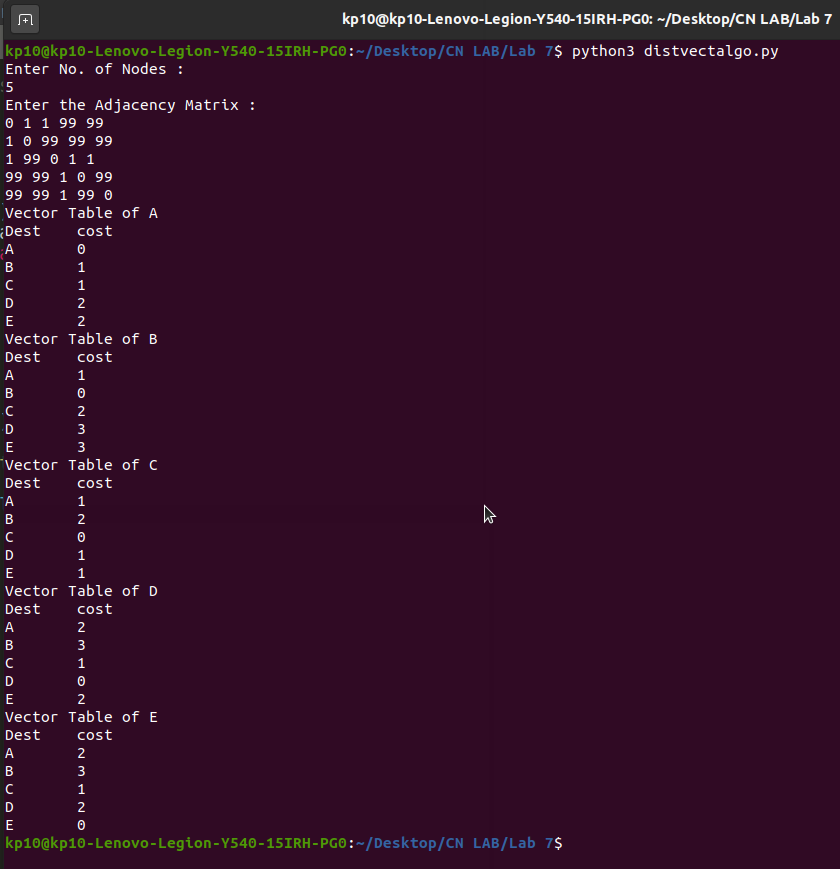 kp10@kp10-Lenovo-Legion-Y540-15IRH-PG0: ~/Desktop/CN LAB/Lab 7
kp10@kp10-Lenovo-Legion-Y540-15IRH-PG0:~/Desktop/CN LAB/Lab 7$ python3 distvectalgo.py
Enter No. of Nodes :
5
Enter the Adjacency Matrix :
0 1 1 99 99
1 0 99 99 99
1 99 0 1 1
99 99 1 0 99
99 99 1 99 0
Vector Table of A
Dest    cost
A       0
B       1
C       1
D       2
E       2
Vector Table of B
Dest    cost
A       1
B       0
C       2
D       3
E       3
Vector Table of C
Dest    cost
A       1
B       2
C       0
D       1
E       1
Vector Table of D
Dest    cost
A       2
B       3
C       1
D       0
E       2
Vector Table of E
Dest    cost
A       2
B       3
C       1
D       2
E       0
kp10@kp10-Lenovo-Legion-Y540-15IRH-PG0:~/Desktop/CN LAB/Lab 7$